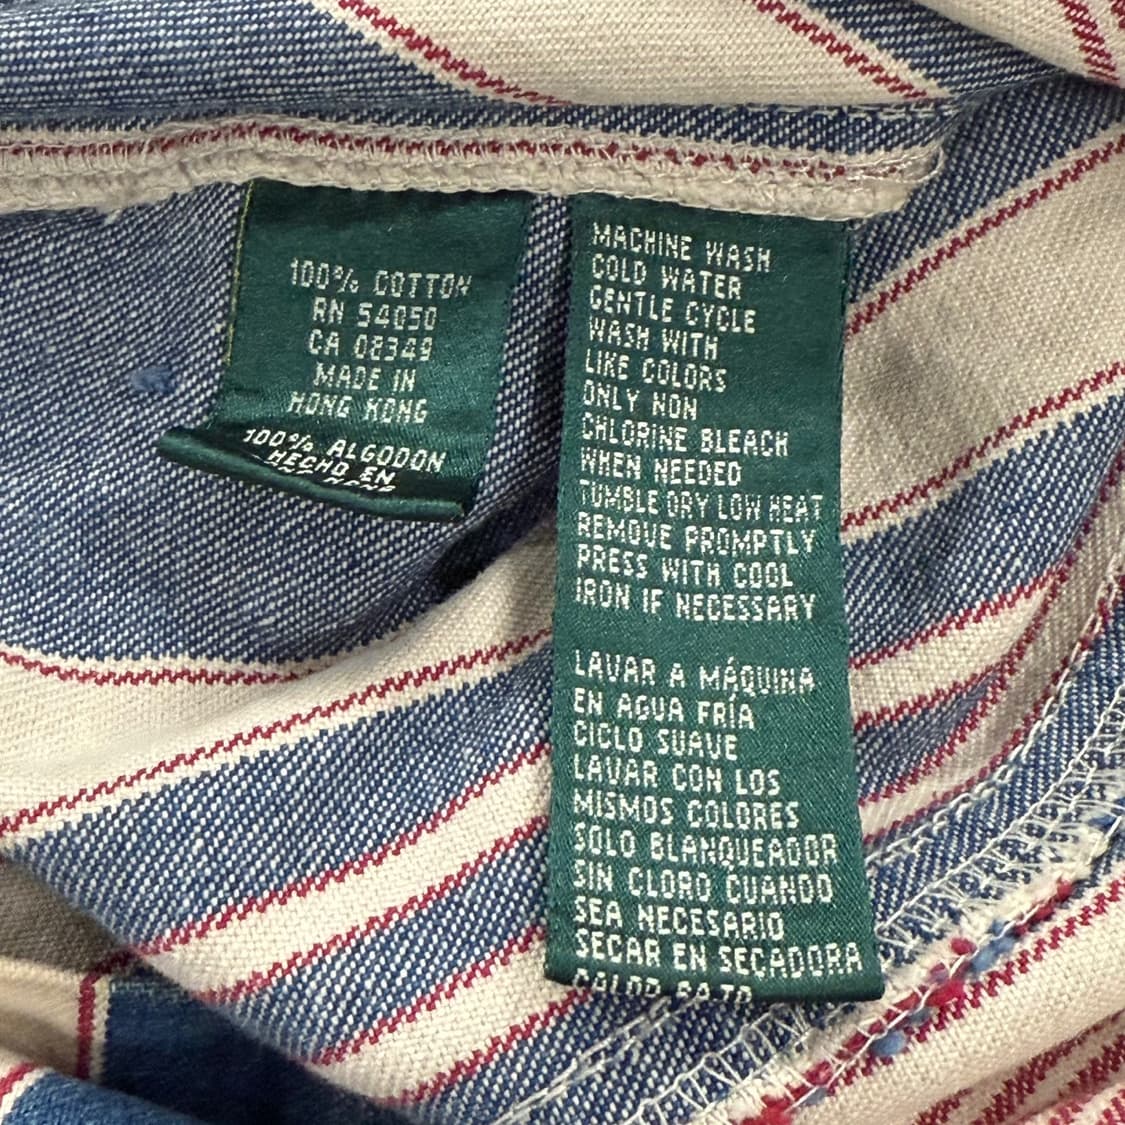 100% COTTON
RN 54050
CA 08349
MADE IN
HONG KONG
100% ALGODON
HECHO EN
MACHINE WASH
COLD WATER
GENTLE CYCLE
WASH WITH
LIKE COLORS
ONLY NON
CHLORINE BLEACH
WHEN NEEDED
TUMBLE DRY LOW HEAT
REMOVE PROMPTLY
PRESS WITH COOL
IRON IF NECESSARY
LAVAR A MÁQUINA
EN AGUA FRÍA
CICLO SUAVE
LAVAR CON LOS
MISMOS COLORES
SOLO BLANQUEADOR
SIN CLORO CUANDO
SEA NECESARIO
SECAR EN SECADORA
CALOR BAJO